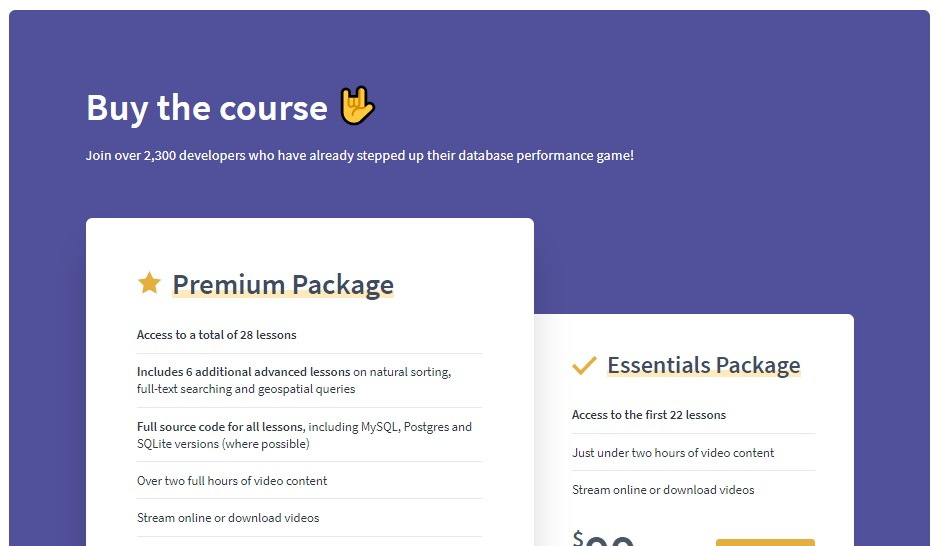 Buy the course
Join over 2,300 developers who have already stepped up their database performance game!
Premium Package
Access to a total of 28 lessons
Includes 6 additional advanced lessons on natural sorting,
full-text searching and geospatial queries
Full source code for all lessons, including MySQL, Postgres and
SQLite versions (where possible)
Over two full hours of video content
Stream online or download videos
Essentials Package
Access to the first 22 lessons
Just under two hours of video content
Stream online or download videos
$